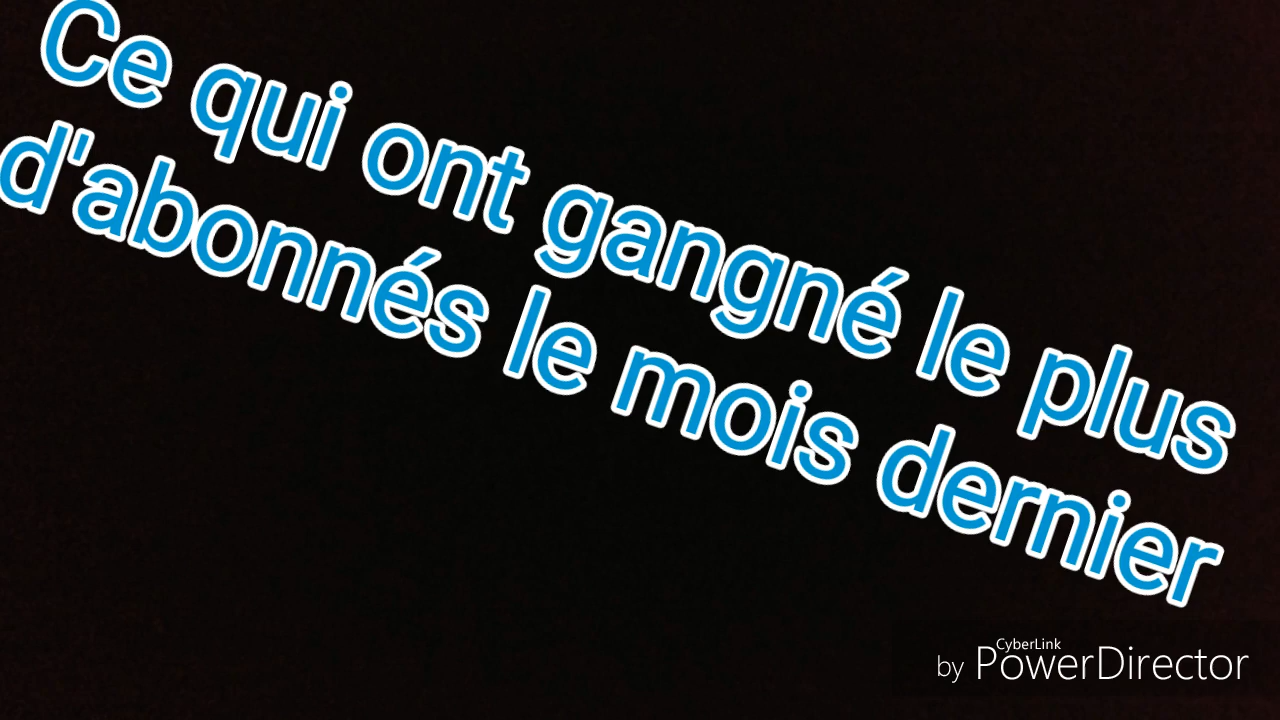 Ce qui ont gangné le plus
d'abonnés le mois dernier
by CyberLink PowerDirector